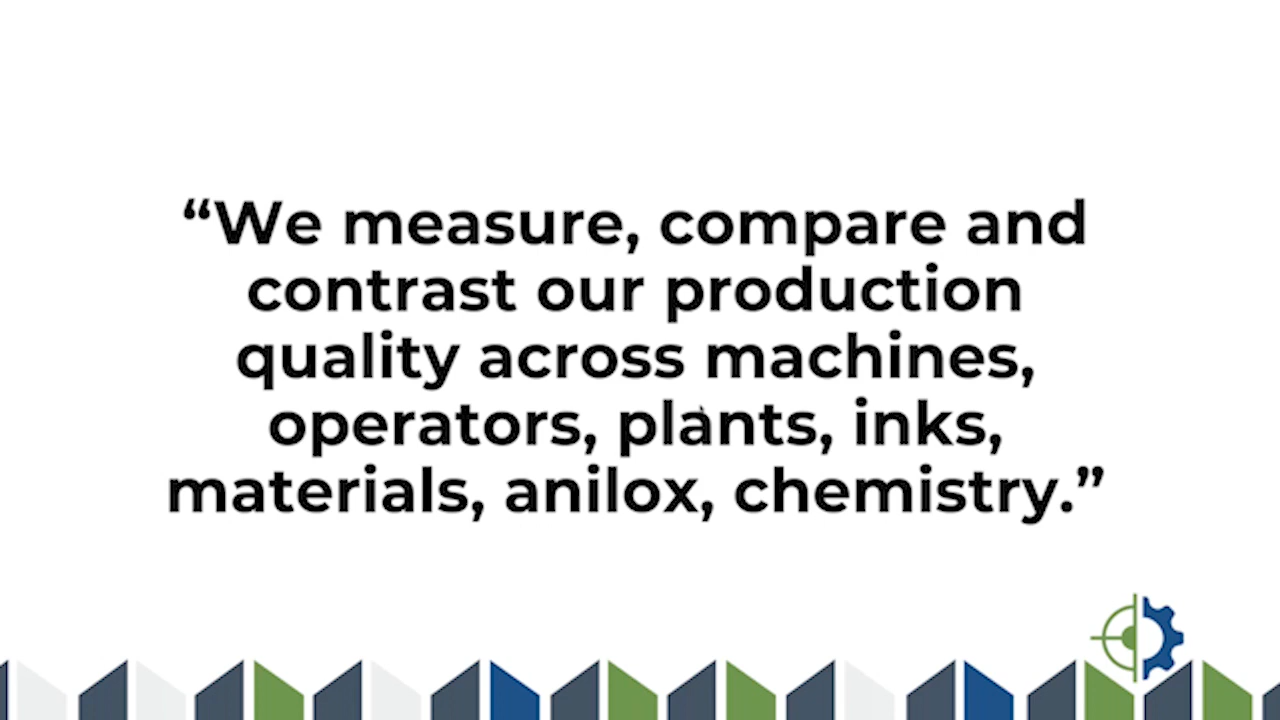 “We measure, compare and
contrast our production
quality across machines,
operators, plants, inks,
materials, anilox, chemistry.”